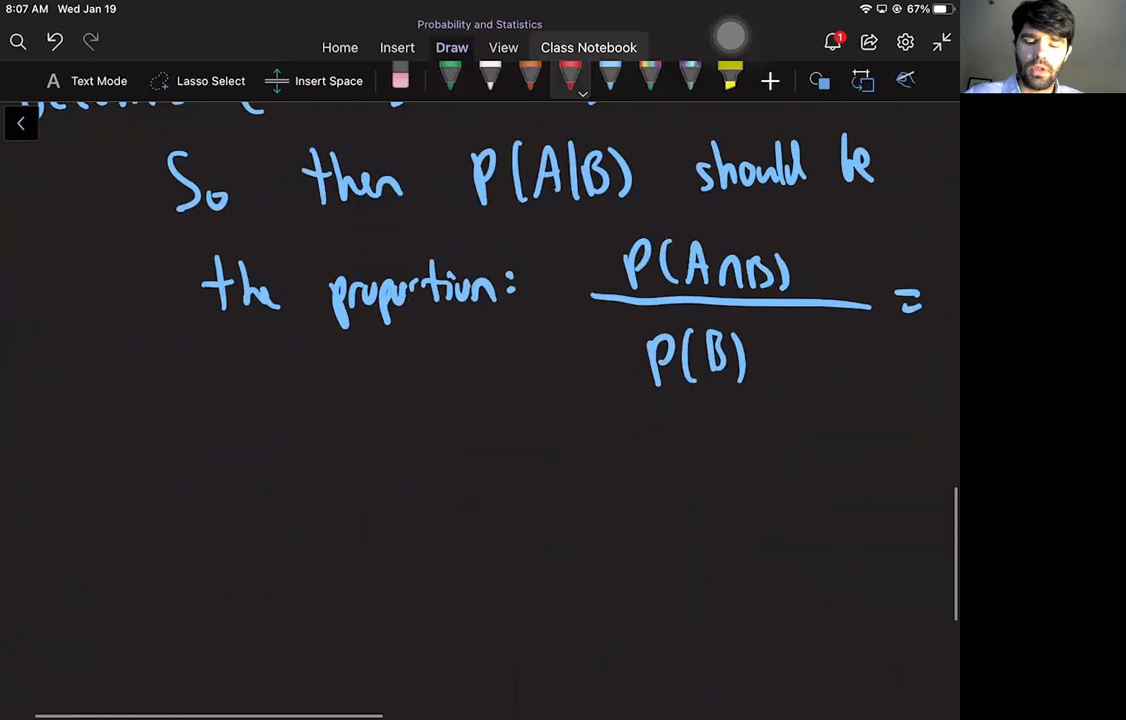 8:07 AM Wed Jan 19
67%
Probability and Statistics
Home Insert Draw View Class Notebook
1
A Text Mode Lasso Select Insert Space
So then P(A|B) should be
the proportion: P(A∩B) =
P(B)